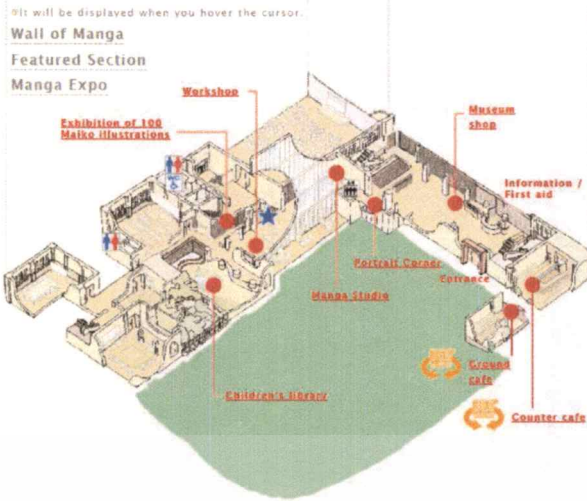 ※It will be displayed when you hover the cursor.
Wall of Manga
Featured Section
Manga Expo
Workshop
Exhibition of 100
Maiko illustrations
Museum
shop
Information /
First aid
Portrait Corner
Entrance
Manga Studio
Ground
cafe
Children's library
Counter cafe